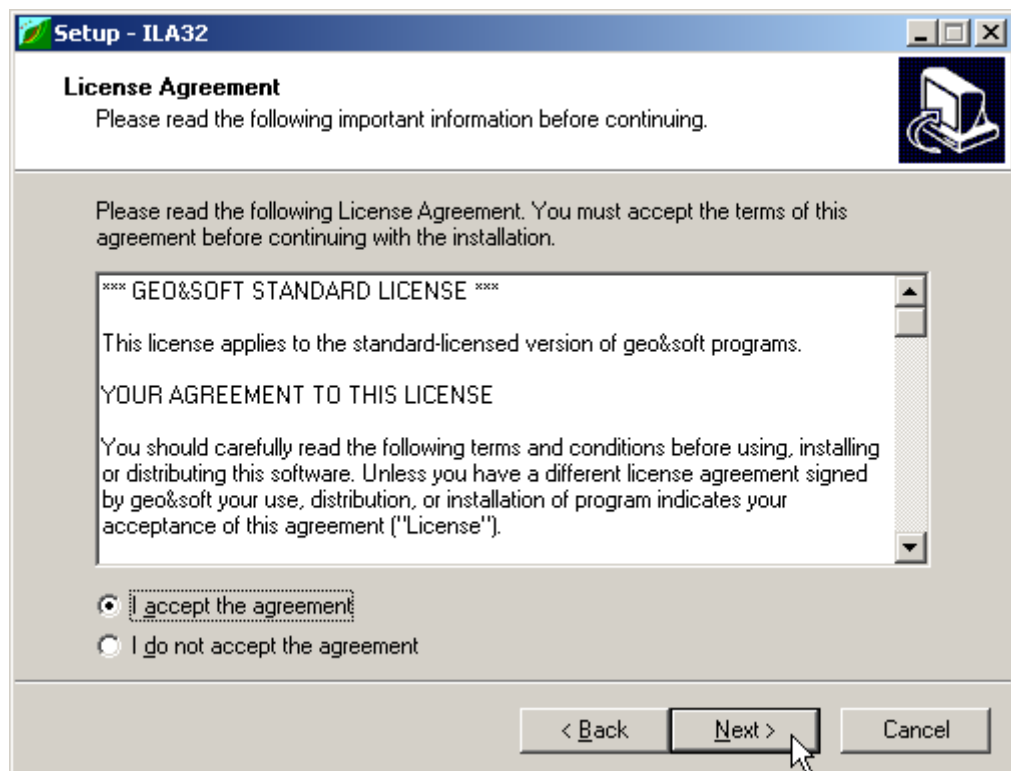 Setup - ILA32
License Agreement
Please read the following important information before continuing.
Please read the following License Agreement. You must accept the terms of this
agreement before continuing with the installation.
*** GEO&SOFT STANDARD LICENSE ***
This license applies to the standard-licensed version of geo&soft programs.
YOUR AGREEMENT TO THIS LICENSE
You should carefully read the following terms and conditions before using, installing
or distributing this software. Unless you have a different license agreement signed
by geo&soft your use, distribution, or installation of program indicates your
acceptance of this agreement ("License").
I accept the agreement
I do not accept the agreement
< Back Next > Cancel